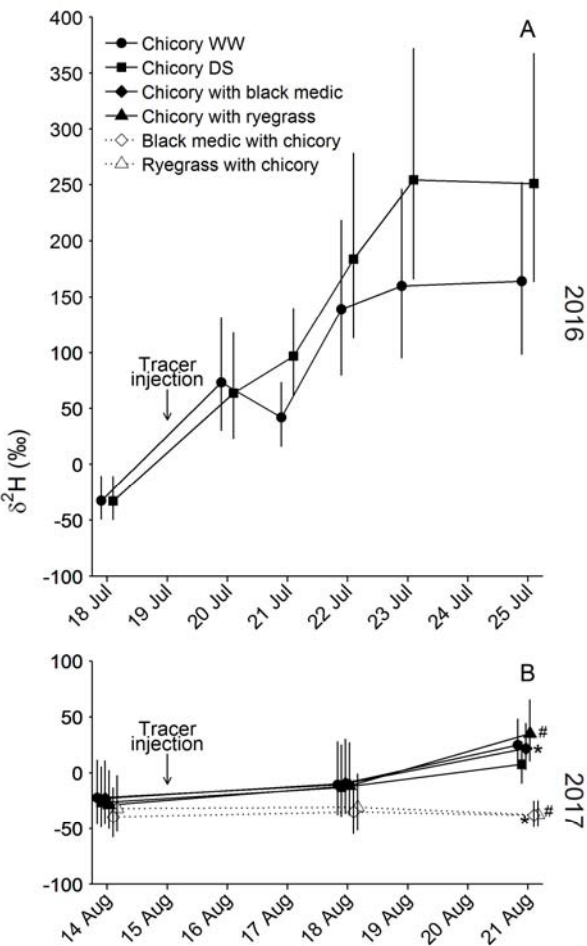 400
A
Chicory WW
350
Chicory DS
Chicory with black medic
300
Chicory with ryegrass
Black medic with chicory
250
Ryegrass with chicory
200
150
100
Tracer
injection
50
0
-50
-100
δ²H (‰)
2016
18 Jul
19 Jul
20 Jul
21 Jul
22 Jul
23 Jul
24 Jul
25 Jul
100
B
50
Tracer
injection
#
*
0
-50
*
#
-100
2017
14 Aug
15 Aug
16 Aug
17 Aug
18 Aug
19 Aug
20 Aug
21 Aug